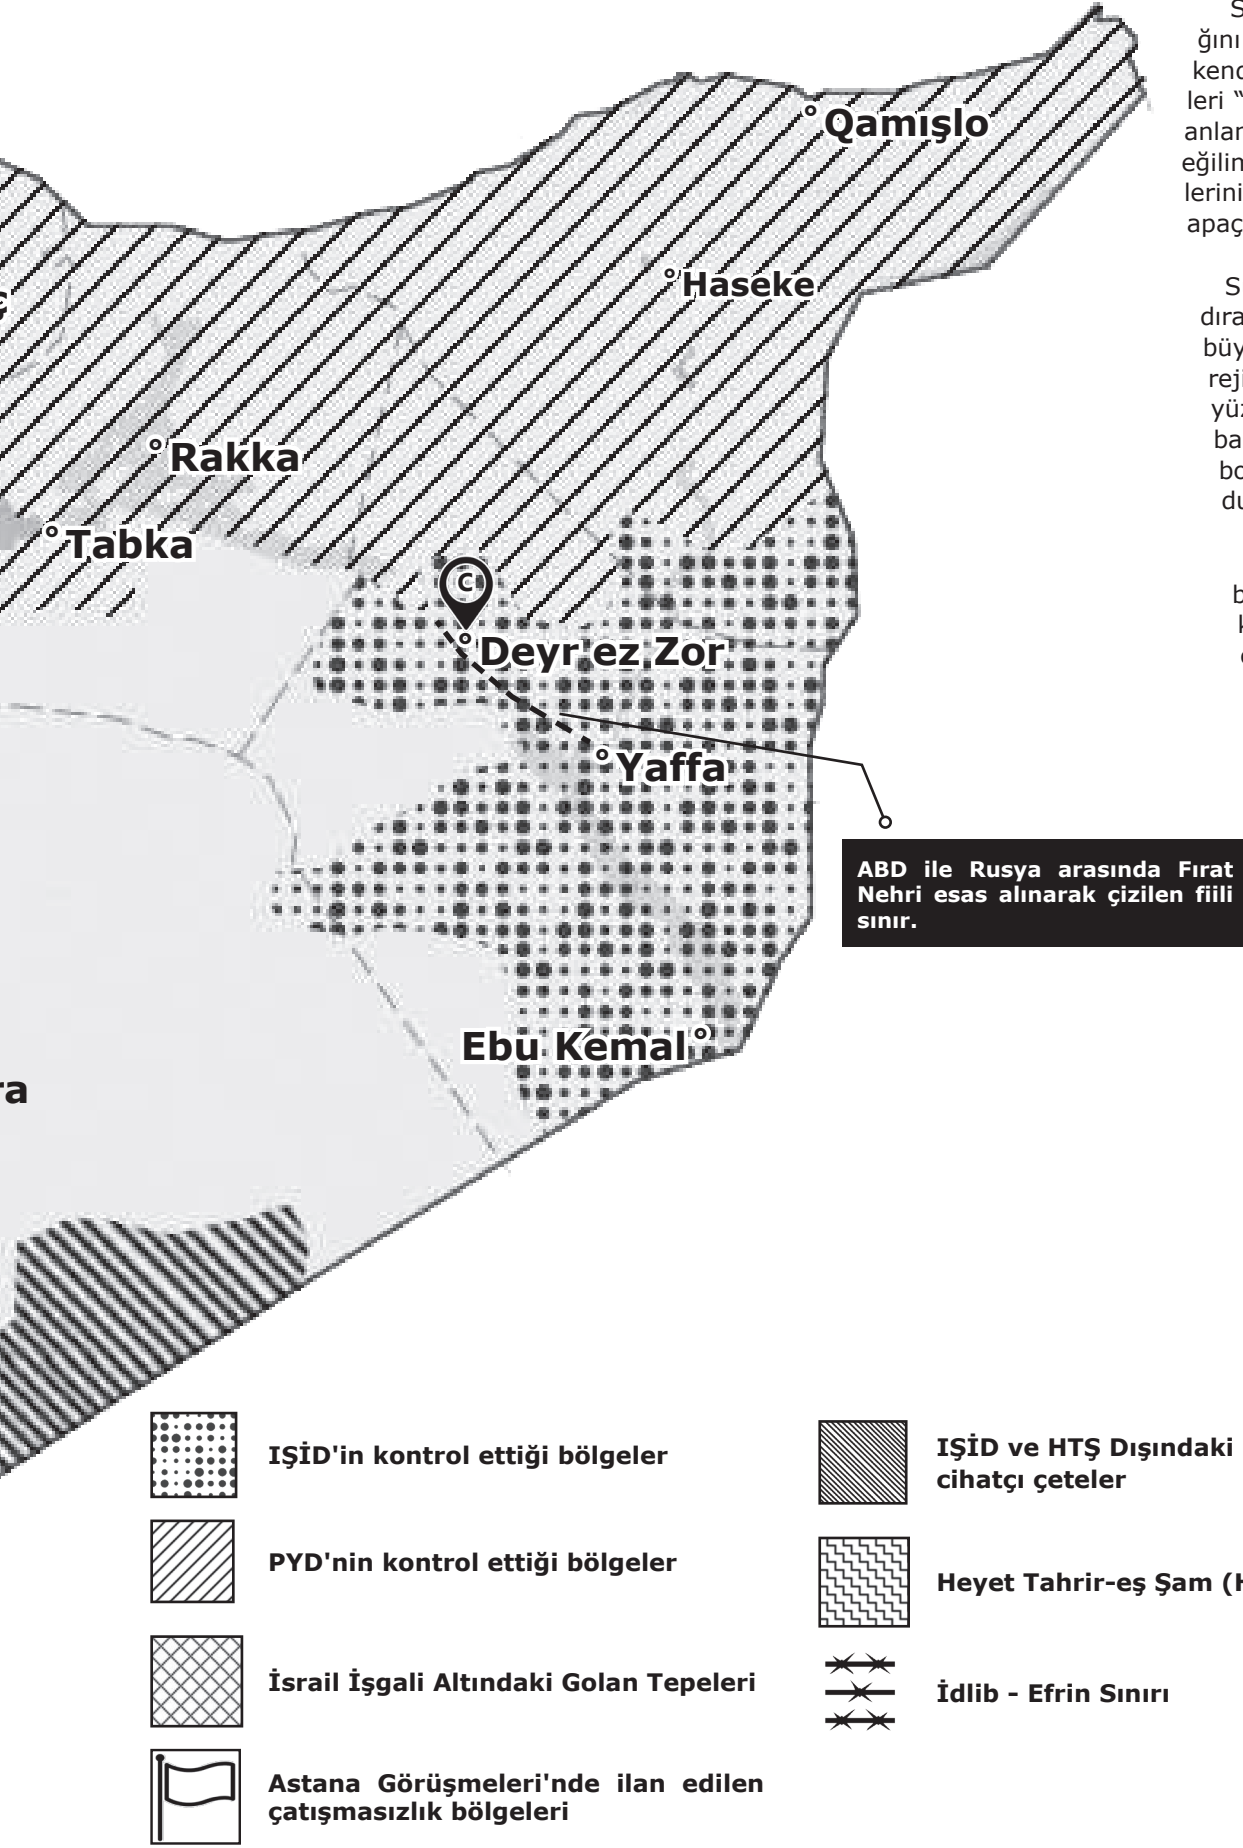 Qamışlo
Haseke
Rakka
Tabka
C
Deyr ez Zor
Yaffa
ABD ile Rusya arasında Fırat
Nehri esas alınarak çizilen fiili
sınır.
Ebu Kemal
IŞİD'in kontrol ettiği bölgeler
PYD'nin kontrol ettiği bölgeler
İsrail İşgali Altındaki Golan Tepeleri
Astana Görüşmeleri'nde ilan edilen
çatışmasızlık bölgeleri
IŞİD ve HTŞ Dışındaki
cihatçı çeteler
Heyet Tahrir-eş Şam
İdlib - Efrin Sınırı